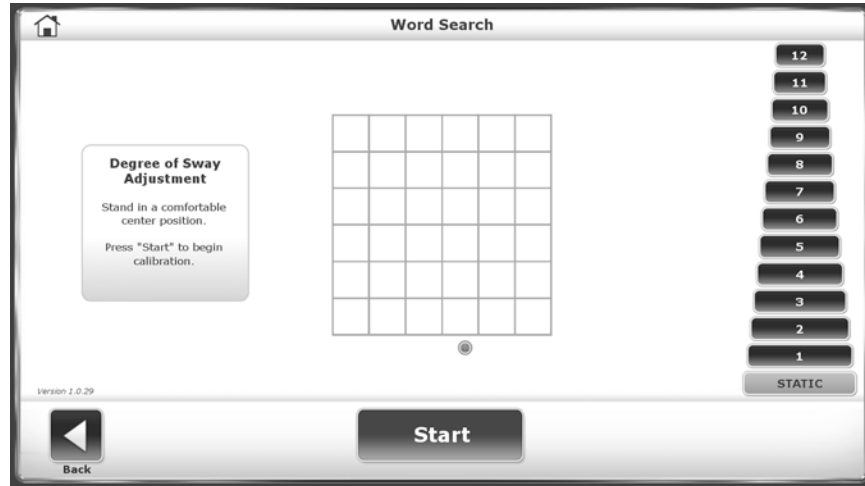 Word Search
12
11
10
9
8
7
6
5
4
3
2
1
STATIC
Degree of Sway
Adjustment
Stand in a comfortable
center position.
Press "Start" to begin
calibration.
Version 1.0.29
Back
Start